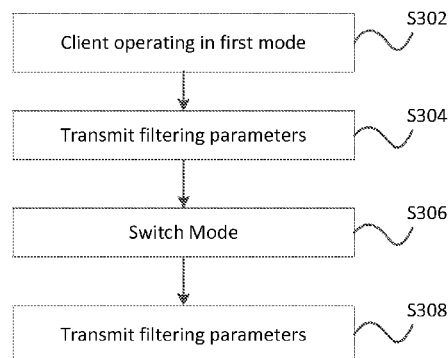 Client operating in first mode
S302
Transmit filtering parameters
S304
Switch Mode
S306
Transmit filtering parameters
S308